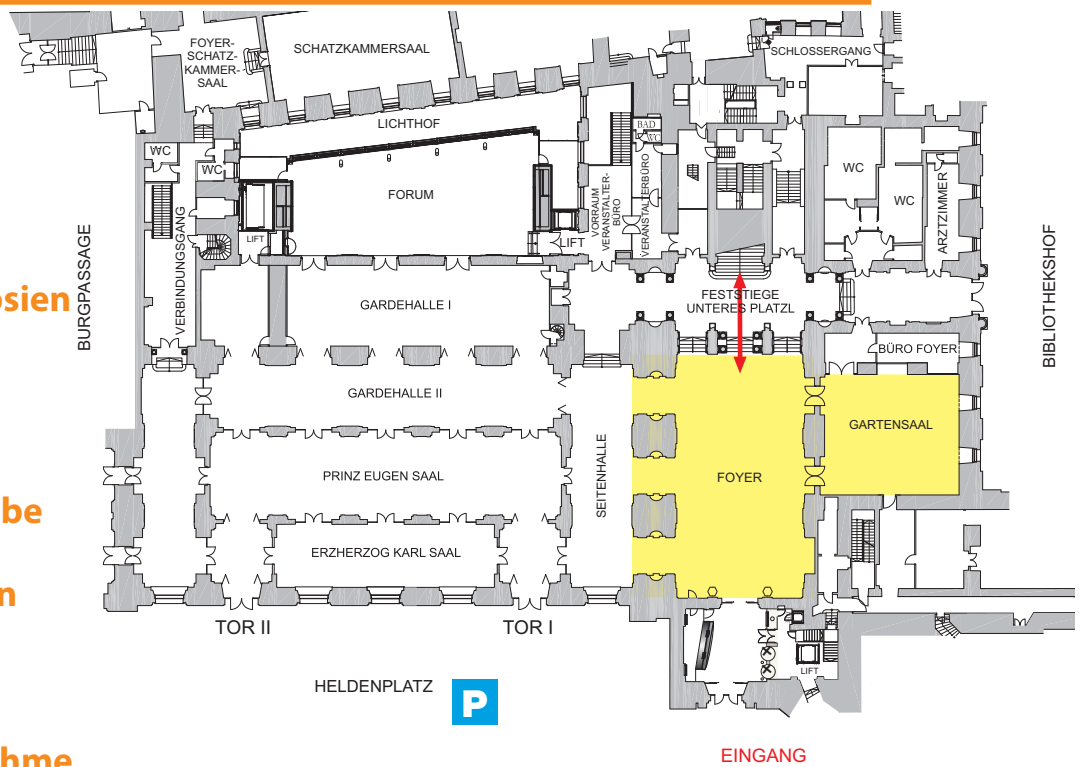 FOYER-
SCHATZ-
KAMMER-
SAAL
SCHATZKAMMERSAAL
SCHLOSSERGANG
LICHTHOF
BAD
WC
WC
WC
FORUM
VORRAUM
VERANSTALTER-
BÜRO
VERANSTALTERBÜRO
WC
WC
ARZTZIMMER
BURGPASSAGE
VERBINDUNGSGANG
LIFT
LIFT
BIBLIOTHEKSHOF
osien
GARDEHALLE I
FESTSTIEGE
UNTERES PLATZL
BÜRO FOYER
GARDEHALLE II
GARTENSAAL
SEITENHALLE
PRINZ EUGEN SAAL
FOYER
be
ERZHERZOG KARL SAAL
n
TOR II
TOR I
LIFT
HELDENPLATZ
P
EINGANG
hme